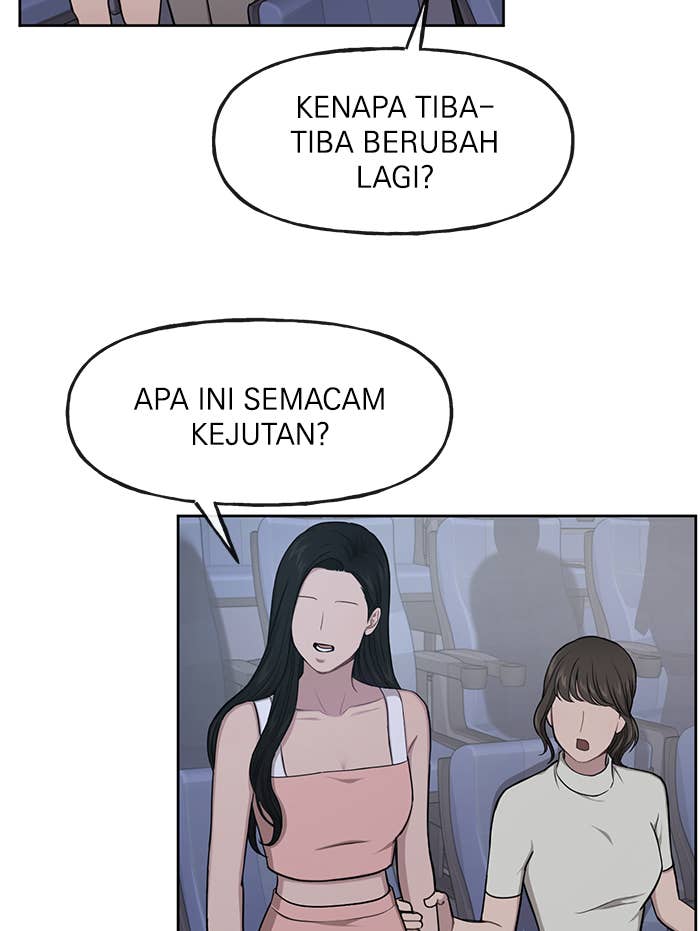 KENAPA TIBA-
TIBA BERUBAH
LAGI?
APA INI SEMACAM
KEJUTAN?